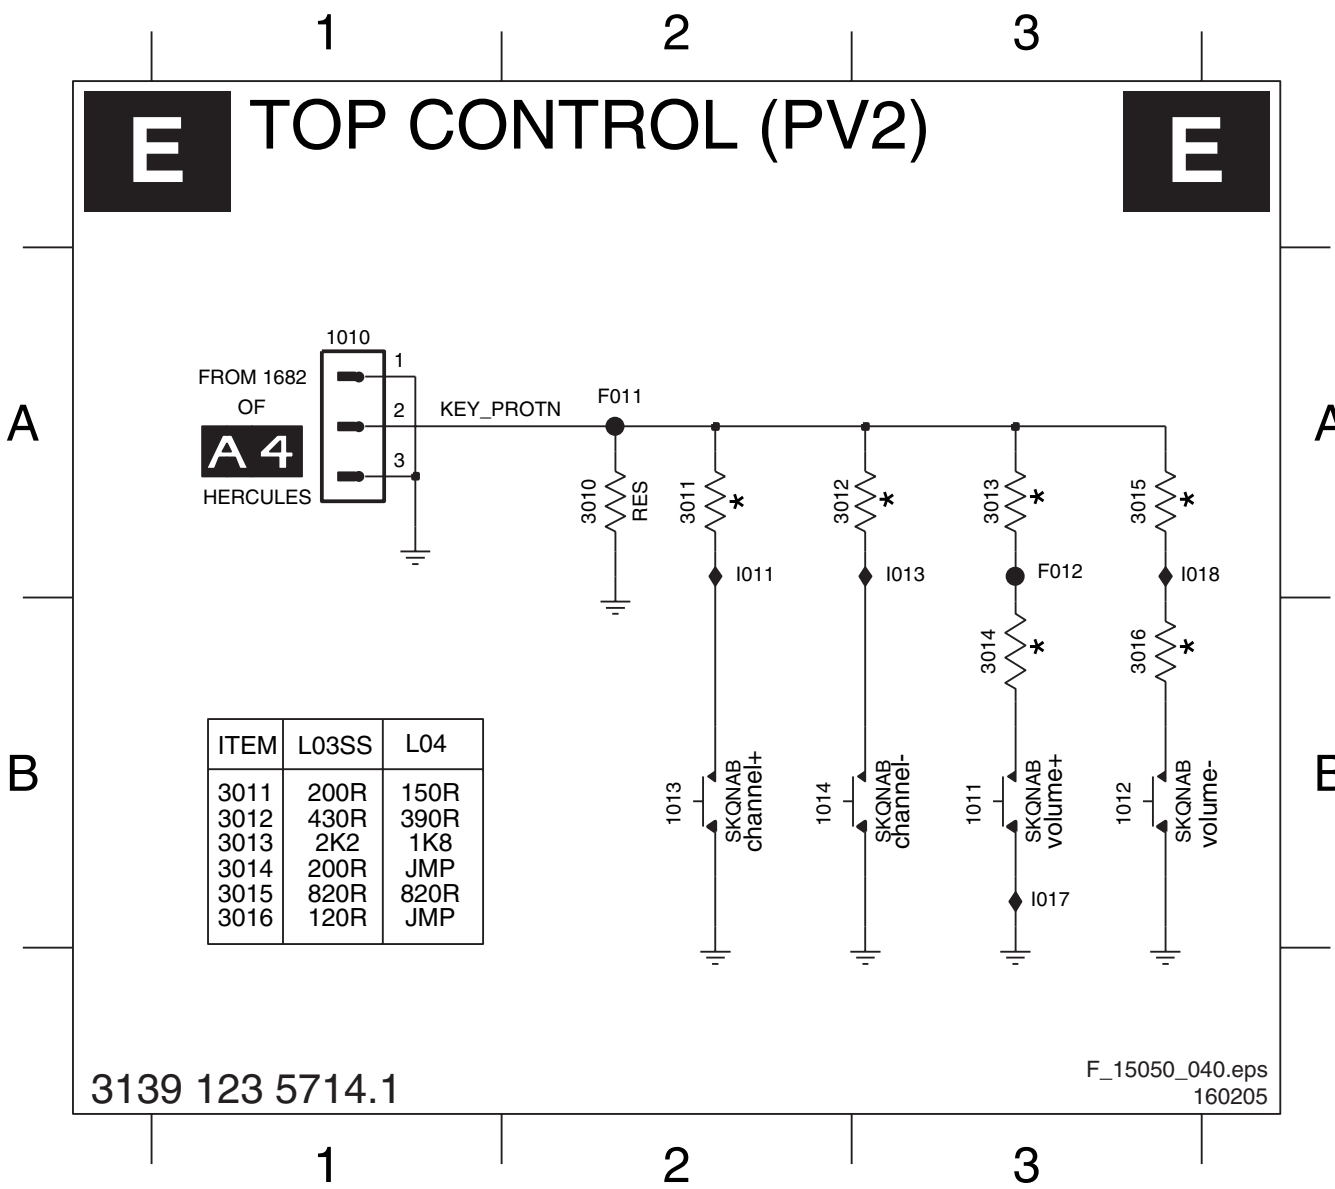 1 2 3
E TOP CONTROL (PV2) E
1010
FROM 1682
OF
A 4
HERCULES
1
2
3
KEY_PROTN
F011
A A
3010
RES
3011 *
3012 *
3013 *
3015 *
I011
I013
F012
I018
3014 *
3016 *
B B
ITEM L03SS L04
3011 200R 150R
3012 430R 390R
3013 2K2 1K8
3014 200R JMP
3015 820R 820R
3016 120R JMP
1013
SKQNAB
channel+
1014
SKQNAB
channel-
1011
SKQNAB
volume+
1012
SKQNAB
volume-
I017
3139 123 5714.1
F_15050_040.eps
160205
1 2 3